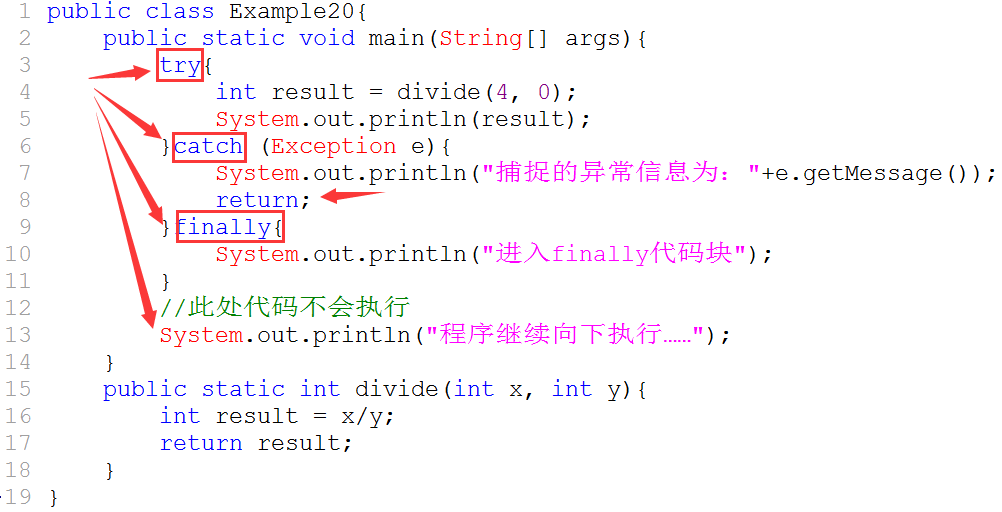 1 public class Example20{
2 public static void main(String[] args){
3 try{
4 int result = divide(4, 0);
5 System.out.println(result);
6 }catch (Exception e){
7 System.out.println("捕捉的异常信息为："+e.getMessage());
8 return;
9 }finally{
10 System.out.println("进入finally代码块");
11 }
12 //此处代码不会执行
13 System.out.println("程序继续向下执行……");
14 }
15 public static int divide(int x, int y){
16 int result = x/y;
17 return result;
18 }
19 }